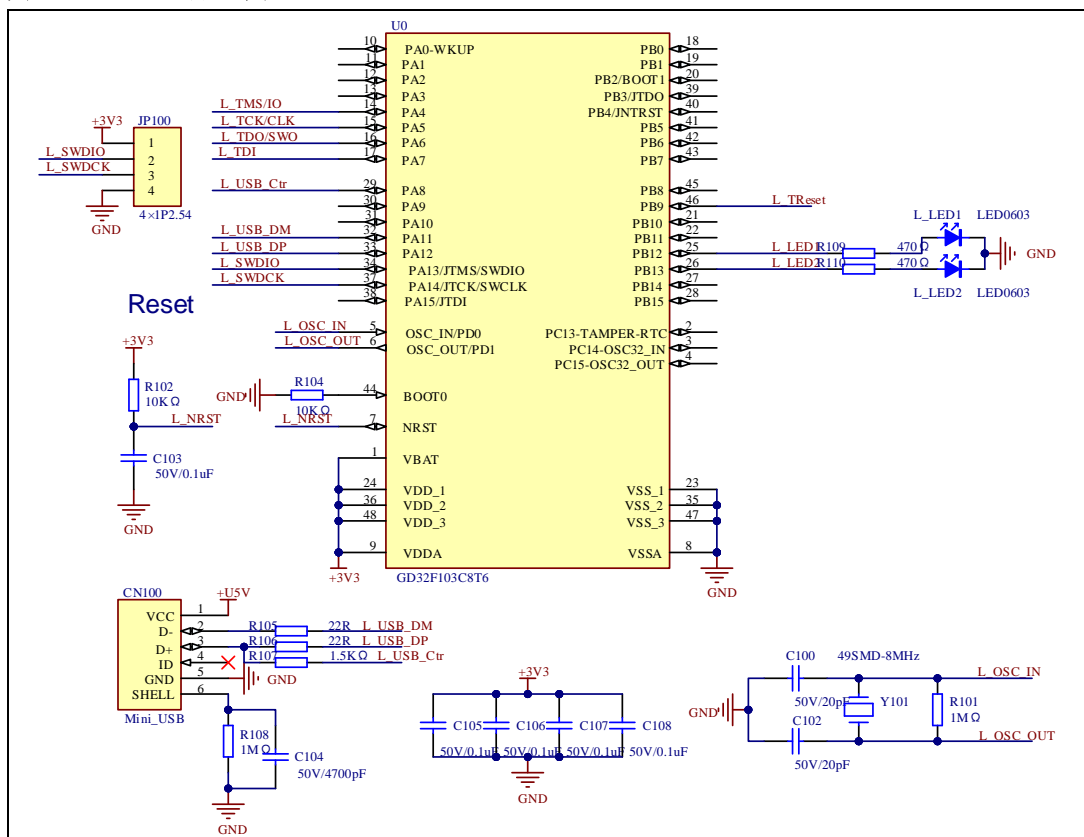 U0
10 PA0-WKUP
11 PA1
12 PA2
13 PA3
L_TMS/IO 14 PA4
L_TCK/CLK 15 PA5
L_TDO/SWO 16 PA6
L_TDI 17 PA7
L_USB_Ctr 29 PA8
30 PA9
31 PA10
L_USB_DM 32 PA11
L_USB_DP 33 PA12
L_SWDIO 34 PA13/JTMS/SWDIO
L_SWDCK 37 PA14/JTCK/SWCLK
38 PA15/JTDI
L_OSC_IN 5 OSC_IN/PD0
L_OSC_OUT 6 OSC_OUT/PD1
GND R104 10KΩ 44 BOOT0
L_NRST 7 NRST
1 VBAT
24 VDD_1
36 VDD_2
48 VDD_3
9 VDDA
+3V3
GD32F103C8T6
PB0 18
PB1 19
PB2/BOOT1 20
PB3/JTDO 39
PB4/JNTRST 40
PB5 41
PB6 42
PB7 43
PB8 45
PB9 46 L_TReset
PB10 21
PB11 22
PB12 25 L_LED1 R109 470Ω
PB13 26 L_LED2 R110 470Ω
PB14 27
PB15 28
PC13-TAMPER-RTC 2
PC14-OSC32_IN 3
PC15-OSC32_OUT 4
VSS_1 23
VSS_2 35
VSS_3 47
VSSA 8
GND
L_LED1 LED0603
GND
L_LED2 LED0603
+3V3 JP100
1
L_SWDIO 2
L_SWDCK 3
4
GND 4×1P2.54
Reset
+3V3
R102
10KΩ
L_NRST
C103
50V/0.1uF
GND
CN100 +U5V
VCC 1
D- 2 R105 22R L_USB_DM
D+ 3 R106 22R L_USB_DP
ID 4 R107 1.5KΩ L_USB_Ctr
GND 5 GND
SHELL 6
Mini_USB
R108
1MΩ
C104
50V/4700pF
GND
+3V3
C105 C106 C107 C108
50V/0.1uF 50V/0.1uF 50V/0.1uF 50V/0.1uF
GND
C100 49SMD-8MHz L_OSC_IN
50V/20pF
GND Y101 R101
C102 1MΩ
L_OSC_OUT
50V/20pF